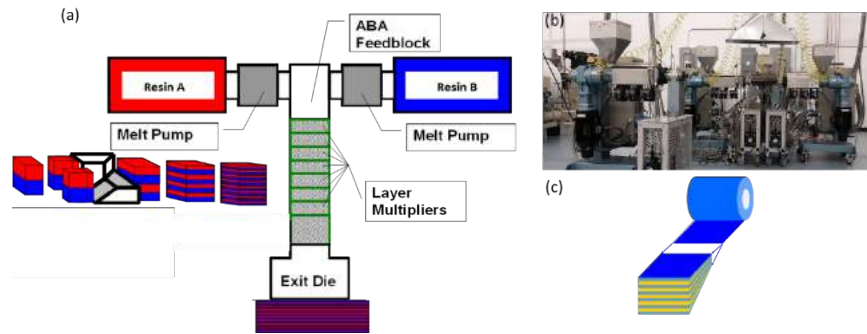 (a)
ABA
Feedblock
Resin A
Resin B
Melt Pump
Melt Pump
Layer
Multipliers
Exit Die
(b)
(c)